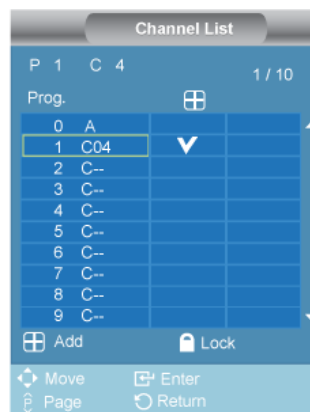 Channel List
P 1 C 4
1 / 10
Prog.
0 A
1 C04
2 C--
3 C--
4 C--
5 C--
6 C--
7 C--
8 C--
9 C--
Add Lock
Move Enter
Page Return